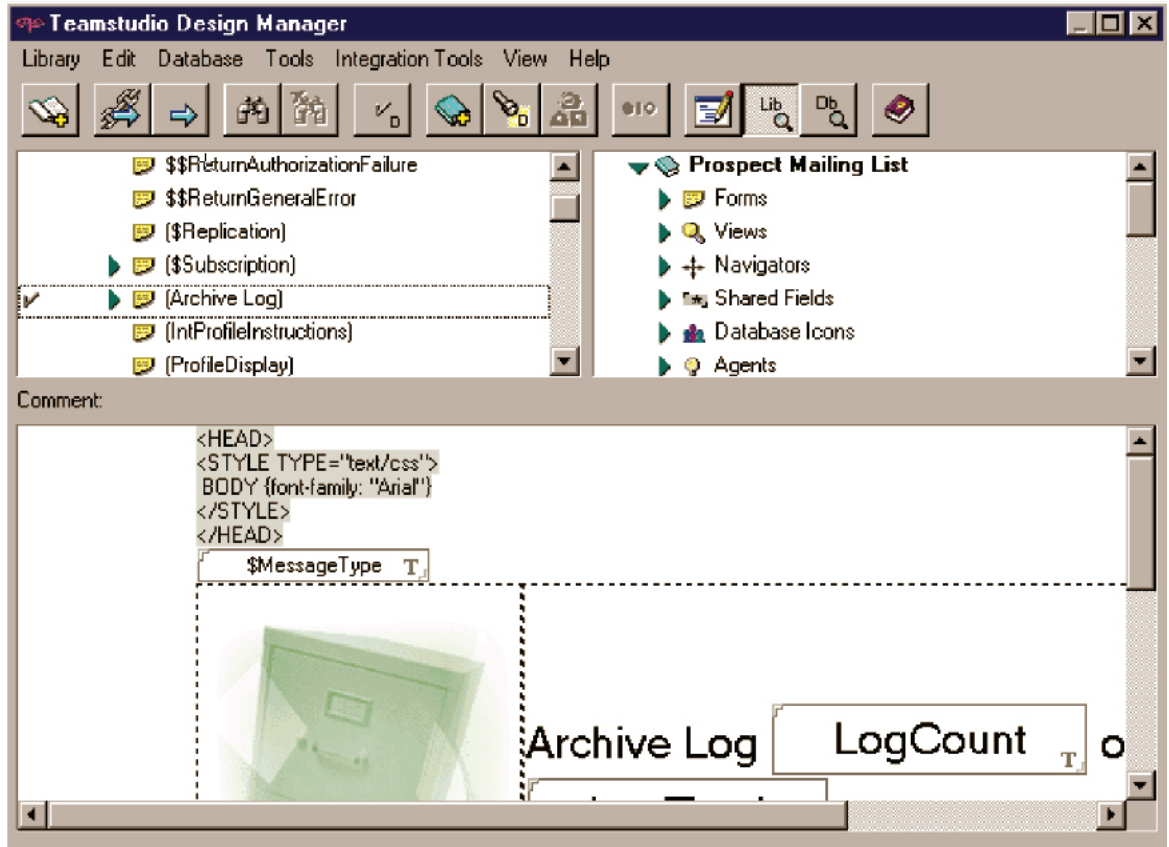 Teamstudio Design Manager
Library Edit Database Tools Integration Tools View Help
Lib Db
$$ReturnAuthorizationFailure
$$ReturnGeneralError
($Replication)
($Subscription)
(Archive Log)
(IntProfileInstructions)
(ProfileDisplay)
Prospect Mailing List
Forms
Views
Navigators
Shared Fields
Database Icons
Agents
Comment:
<HEAD>
<STYLE TYPE="text/css">
BODY {font-family: "Arial"}
</STYLE>
</HEAD>
$MessageType T
Archive Log LogCount T o